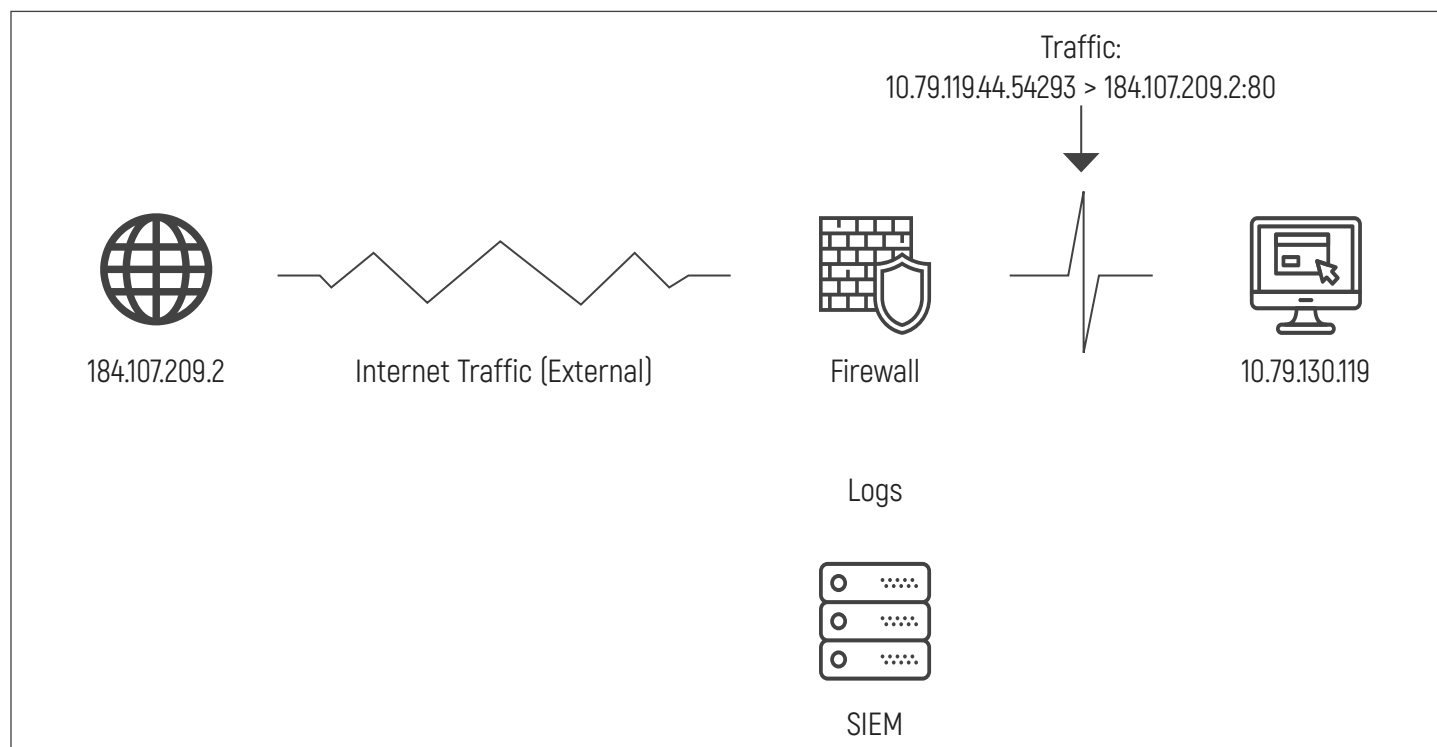 Traffic:
10.79.119.44.54293 > 184.107.209.2:80
184.107.209.2
Internet Traffic (External)
Firewall
10.79.130.119
Logs
SIEM